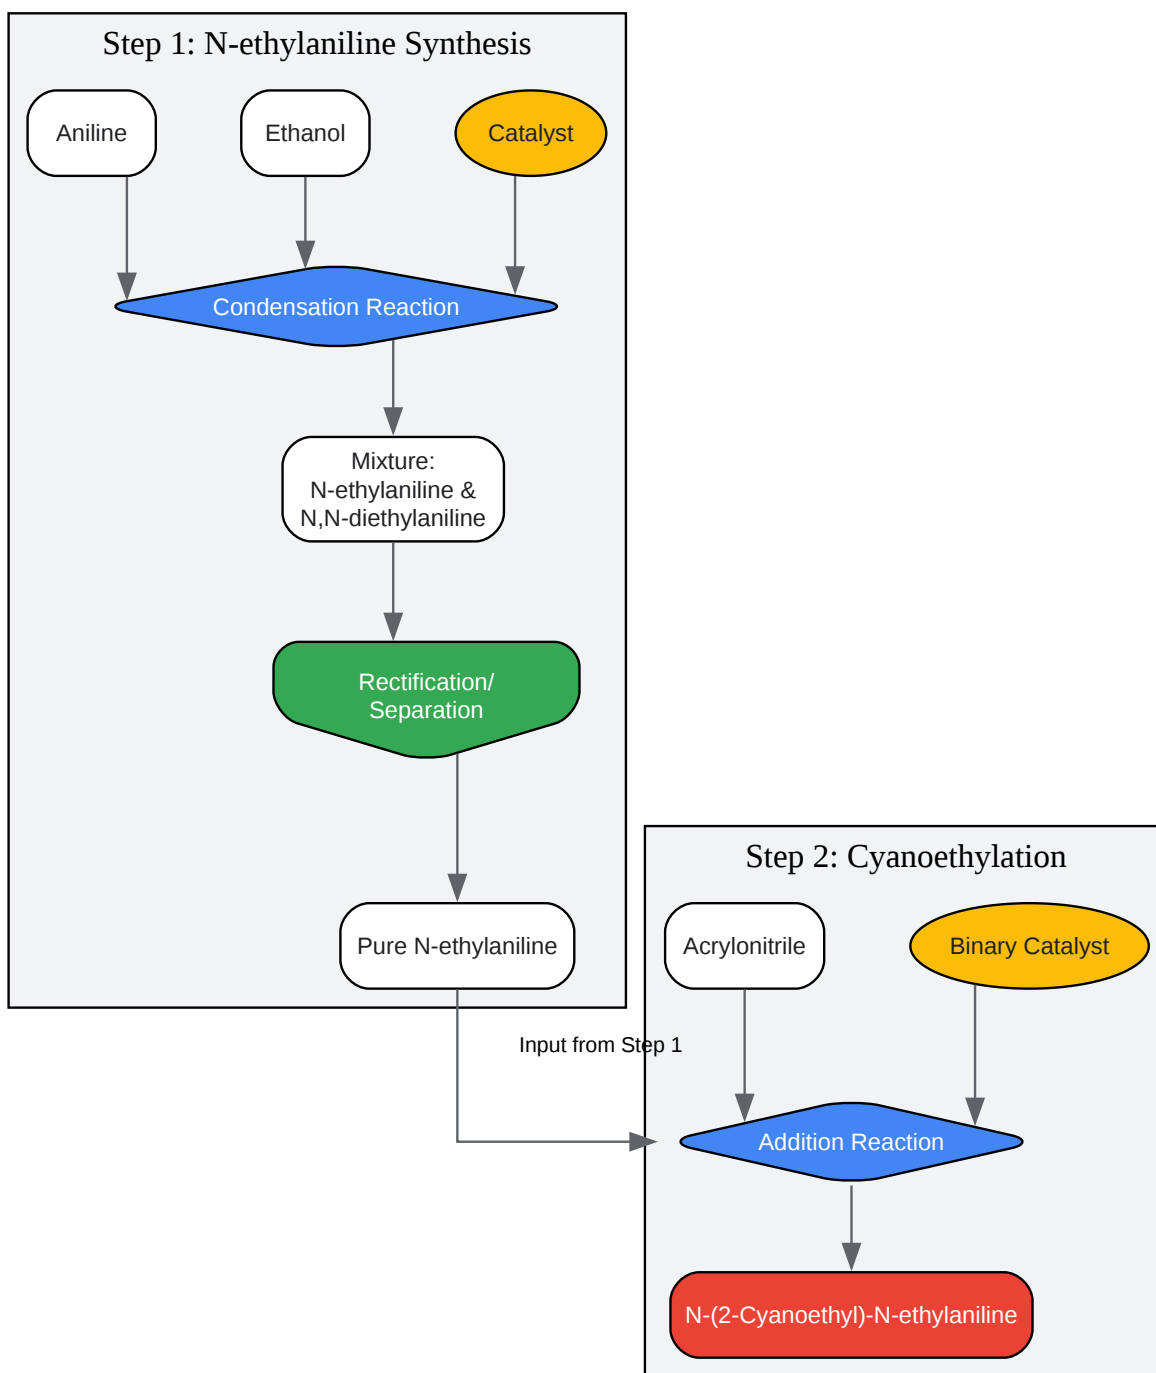 Step 1: N-ethylaniline Synthesis
Aniline
Ethanol
Catalyst
Condensation Reaction
Mixture:
N-ethylaniline &
N,N-diethylaniline
Rectification/
Separation
Pure N-ethylaniline
Input from Step 1
Step 2: Cyanoethylation
Acrylonitrile
Binary Catalyst
Addition Reaction
N-(2-Cyanoethyl)-N-ethylaniline